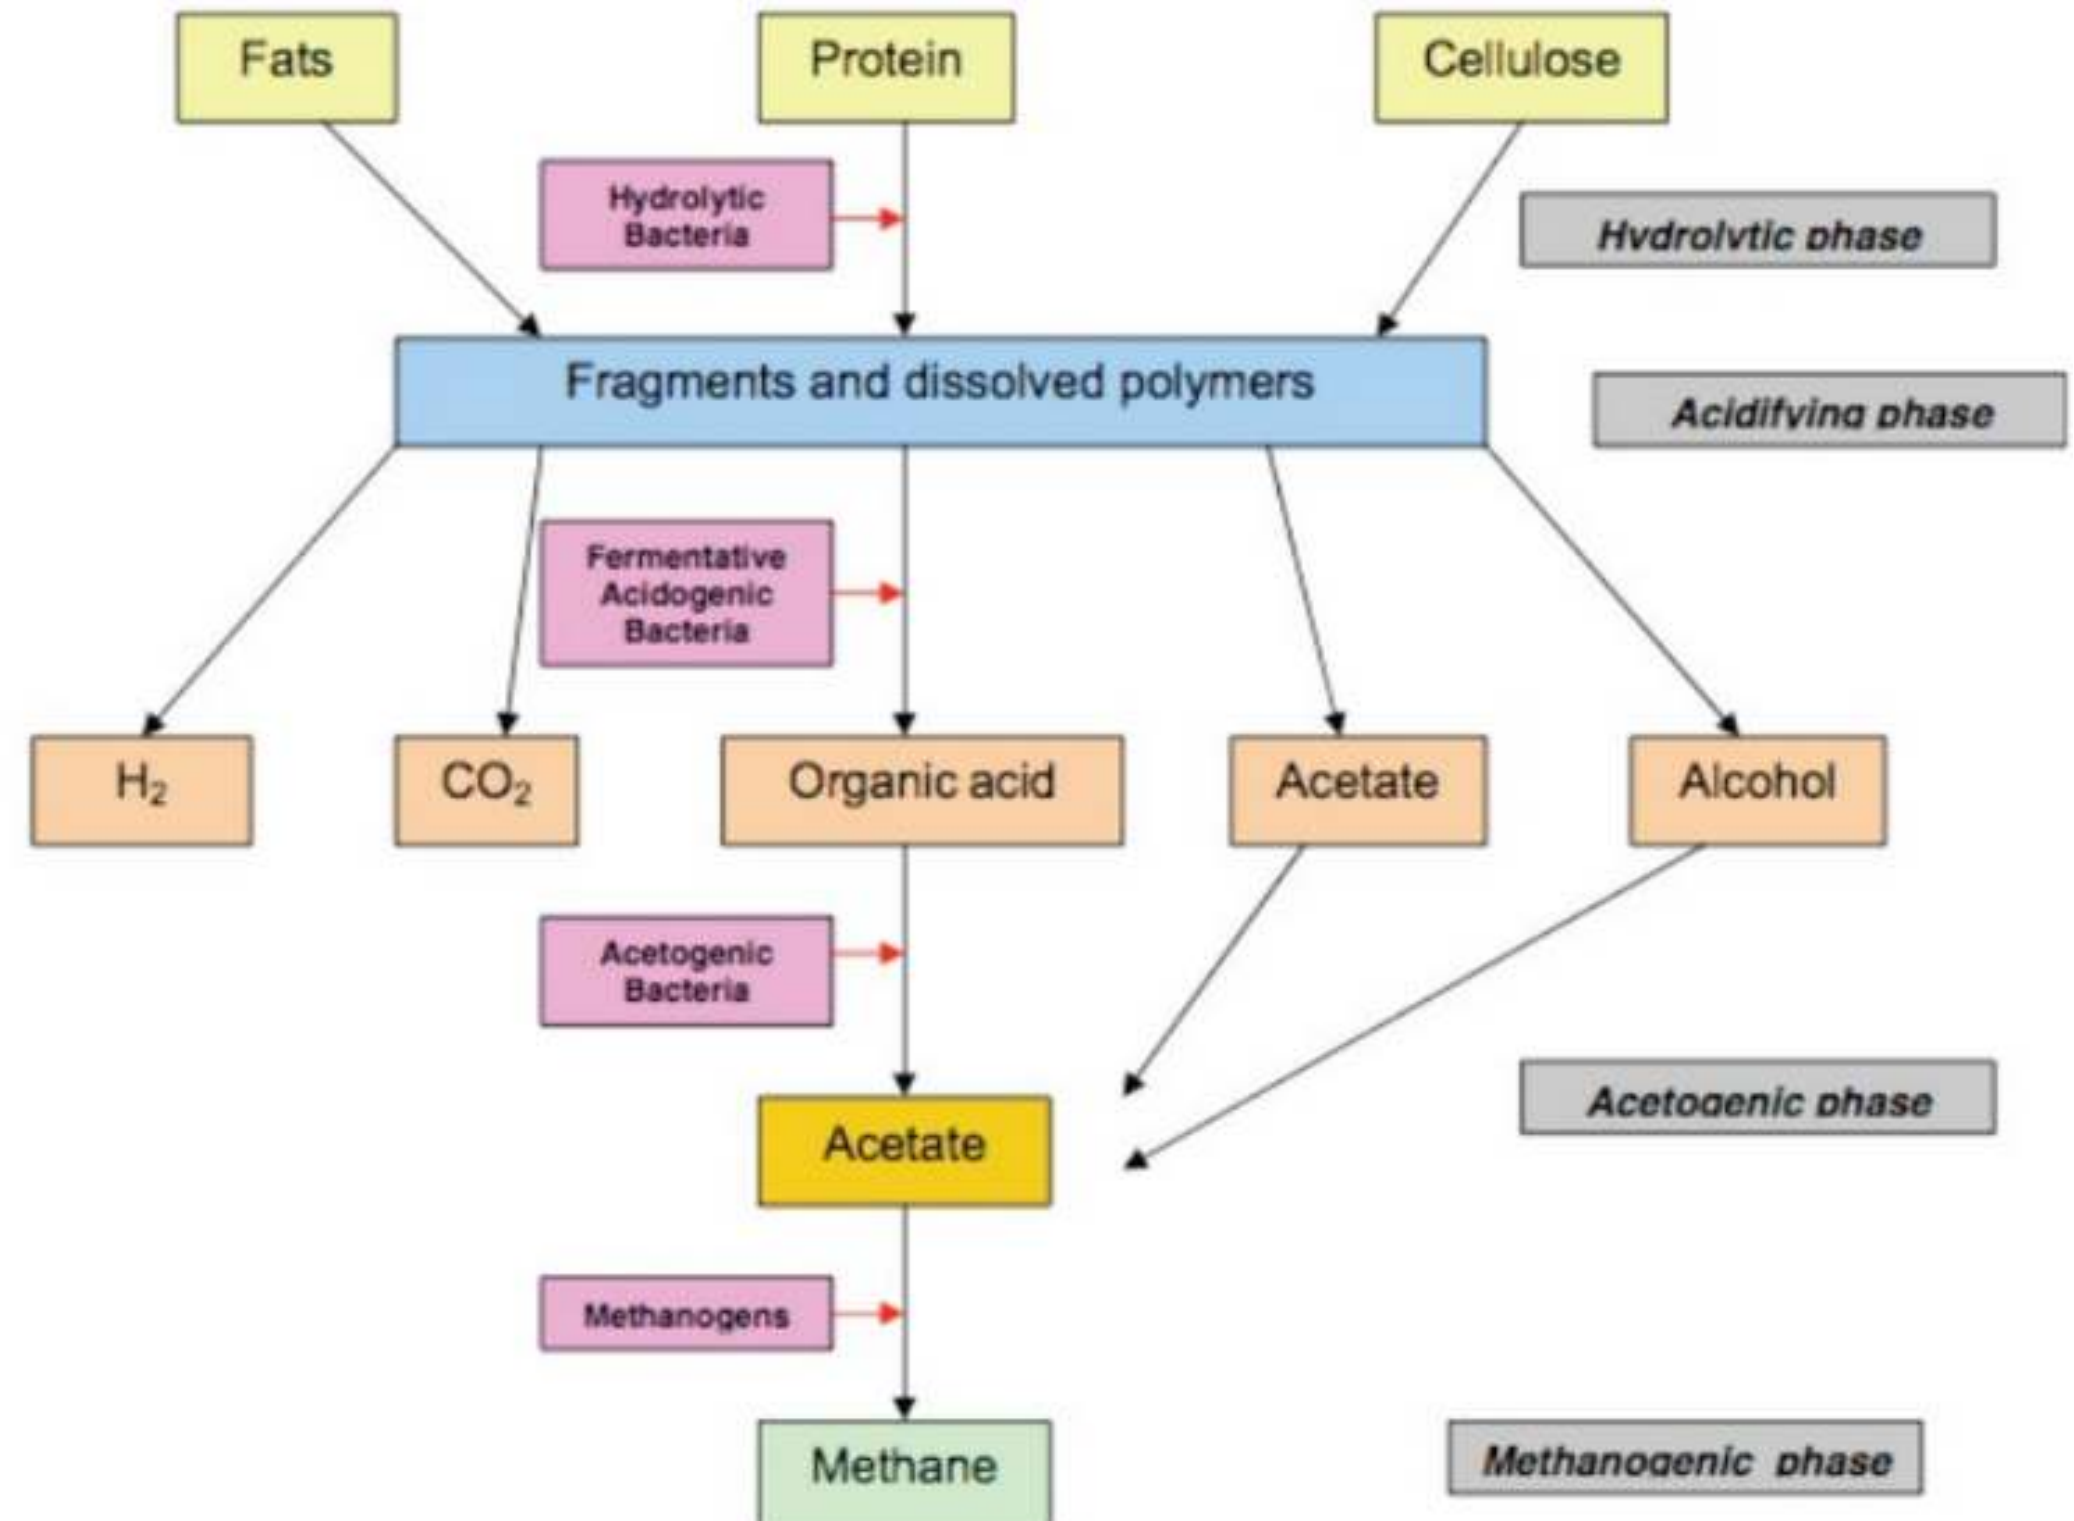 Fats
Protein
Cellulose
Hydrolytic
Bacteria
Hydrolytic phase
Fragments and dissolved polymers
Acidifying phase
Fermentative
Acidogenic
Bacteria
H₂
CO₂
Organic acid
Acetate
Alcohol
Acetogenic
Bacteria
Acetate
Acetogenic phase
Methanogens
Methane
Methanogenic phase